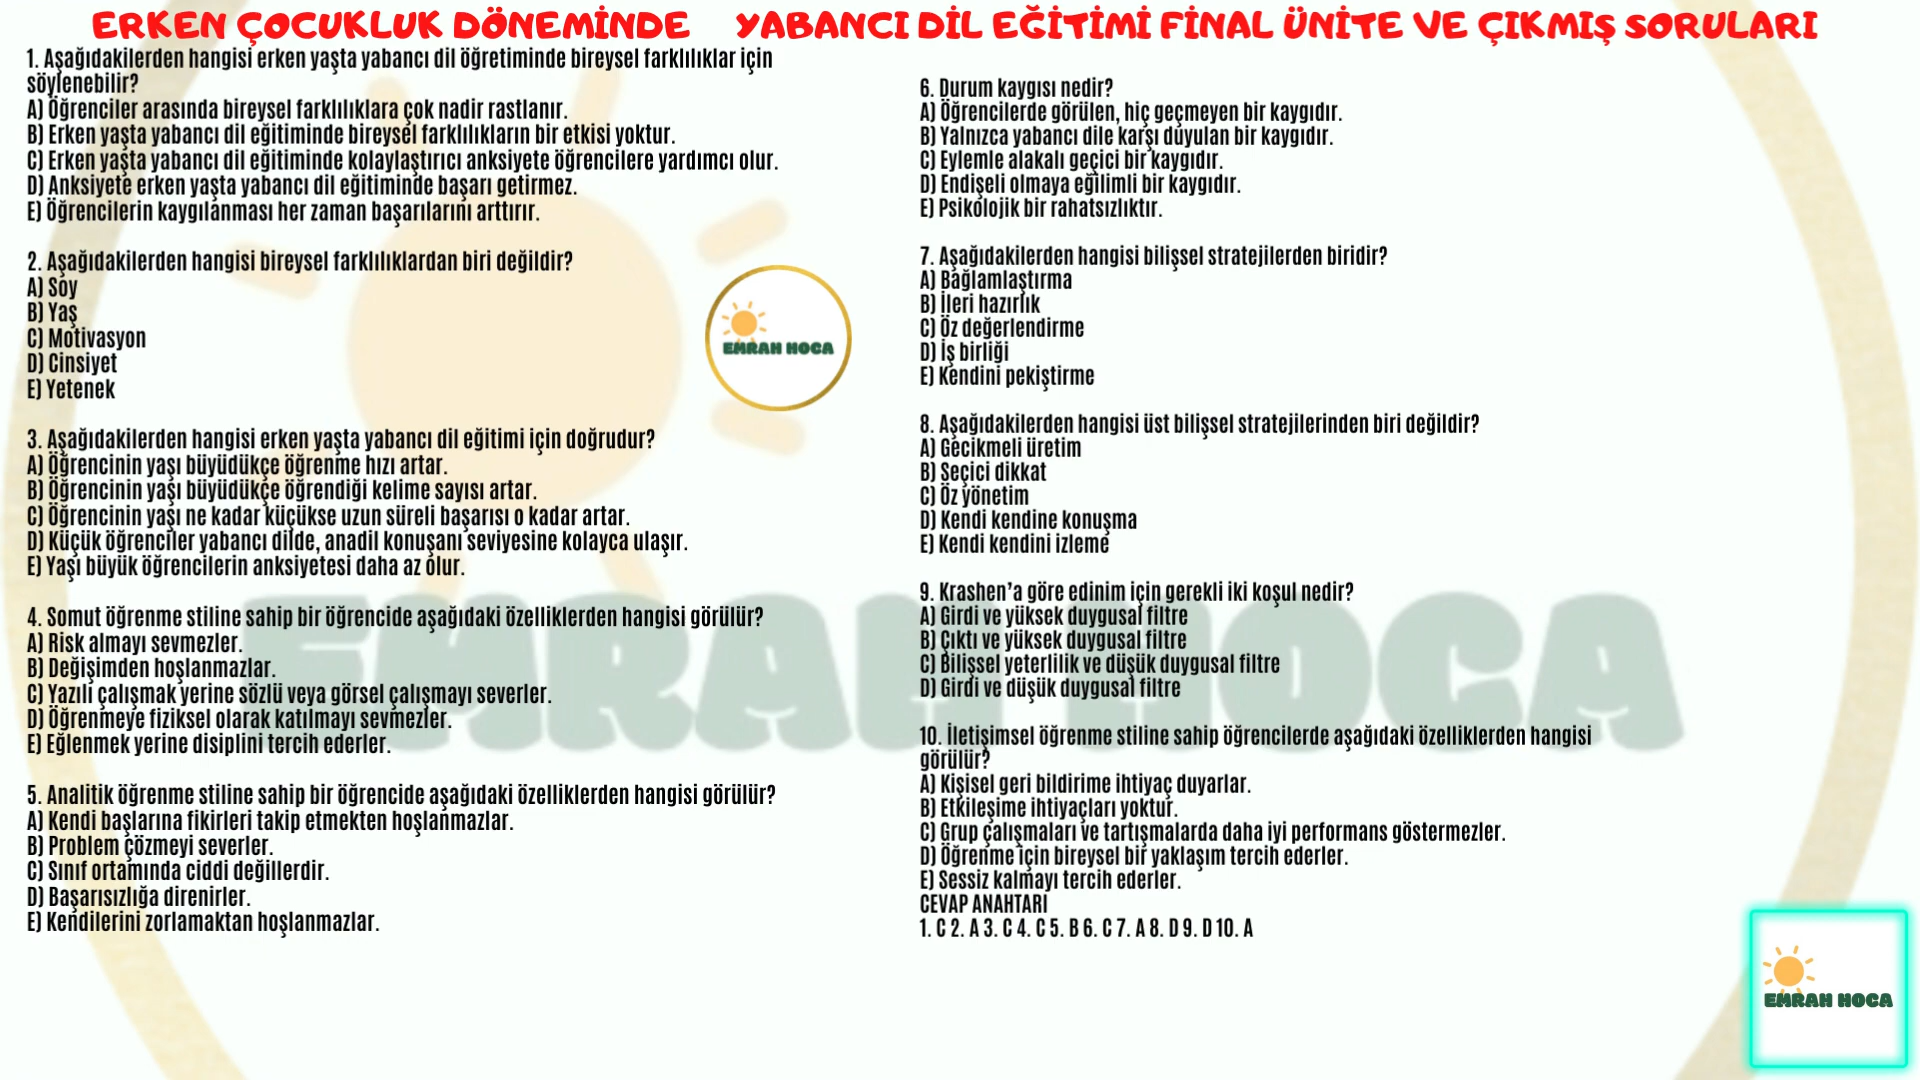 ERKEN ÇOCUKLUK DÖNEMİNDE YABANCI DİL EĞİTİMİ FİNAL ÜNİTE VE ÇIKMIŞ SORULARI
1. Aşağıdakilerden hangisi erken yaşta yabancı dil öğretiminde bireysel farklılıklar için
söylenebilir?
A) Öğrenciler arasında bireysel farklılıklara çok nadir rastlanır.
B) Erken yaşta yabancı dil eğitiminde bireysel farklılıkların bir etkisi yoktur.
C) Erken yaşta yabancı dil eğitiminde kolaylaştırıcı anksiyete öğrencilere yardımcı olur.
D) Anksiyete erken yaşta yabancı dil eğitiminde başarı getirmez.
E) Öğrencilerin kaygılanması her zaman başarılarını arttırır.
2. Aşağıdakilerden hangisi bireysel farklılıklardan biri değildir?
A) Soy
B) Yaş
C) Motivasyon
D) Cinsiyet
E) Yetenek
3. Aşağıdakilerden hangisi erken yaşta yabancı dil eğitimi için doğrudur?
A) Öğrencinin yaşı büyüdükçe öğrenme hızı artar.
B) Öğrencinin yaşı büyüdükçe öğrendiği kelime sayısı artar.
C) Öğrencinin yaşı ne kadar küçükse uzun süreli başarısı o kadar artar.
D) Küçük öğrenciler yabancı dilde, anadil konuşanı seviyesine kolayca ulaşır.
E) Yaşı büyük öğrencilerin anksiyetesi daha az olur.
4. Somut öğrenme stiline sahip bir öğrencide aşağıdaki özelliklerden hangisi görülür?
A) Risk almayı sevmezler.
B) Değişimden hoşlanmazlar.
C) Yazılı çalışmak yerine sözlü veya görsel çalışmayı severler.
D) Öğrenmeye fiziksel olarak katılmayı sevmezler.
E) Eğlenmek yerine disiplini tercih ederler.
5. Analitik öğrenme stiline sahip bir öğrencide aşağıdaki özelliklerden hangisi görülür?
A) Kendi başlarına fikirleri takip etmekten hoşlanmazlar.
B) Problem çözmeyi severler.
C) Sınıf ortamında ciddi değillerdir.
D) Başarısızlığa direnirler.
E) Kendilerini zorlamaktan hoşlanmazlar.
EMRAH HOCA
6. Durum kaygısı nedir?
A) Öğrencilerde görülen, hiç geçmeyen bir kaygıdır.
B) Yalnızca yabancı dile karşı duyulan bir kaygıdır.
C) Eylemle alakalı geçici bir kaygıdır.
D) Endişeli olmaya eğilimli bir kaygıdır.
E) Psikolojik bir rahatsızlıktır.
7. Aşağıdakilerden hangisi bilişsel stratejilerden biridir?
A) Bağlamlaştırma
B) İleri hazırlık
C) Öz değerlendirme
D) İş birliği
E) Kendini pekiştirme
8. Aşağıdakilerden hangisi üst bilişsel stratejilerinden biri değildir?
A) Gecikmeli üretim
B) Seçici dikkat
C) Öz yönetim
D) Kendi kendine konuşma
E) Kendi kendini izleme
9. Krashen’a göre edinim için gerekli iki koşul nedir?
A) Girdi ve yüksek duygusal filtre
B) Çıktı ve yüksek duygusal filtre
C) Bilişsel yeterlilik ve düşük duygusal filtre
D) Girdi ve düşük duygusal filtre
10. İletişimsel öğrenme stiline sahip öğrencilerde aşağıdaki özelliklerden hangisi
görülür?
A) Kişisel geri bildirime ihtiyaç duyarlar.
B) Etkileşime ihtiyaçları yoktur.
C) Grup çalışmaları ve tartışmalarda daha iyi performans göstermezler.
D) Öğrenme için bireysel bir yaklaşım tercih ederler.
E) Sessiz kalmayı tercih ederler.
CEVAP ANAHTARI
1. C 2. A 3. C 4. C 5. B 6. C 7. A 8. D 9. D 10. A
EMRAH HOCA
EMRAH HOCA